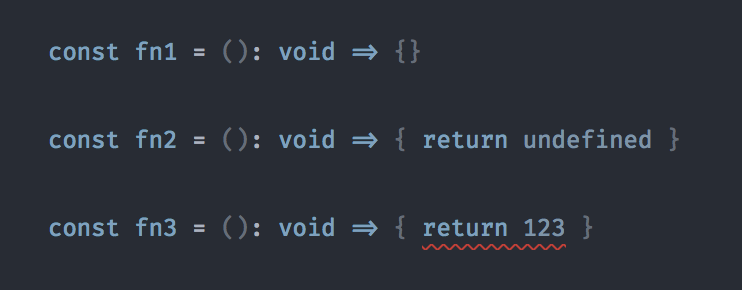 const fn1 = (): void => {}
const fn2 = (): void => { return undefined }
const fn3 = (): void => { return 123 }